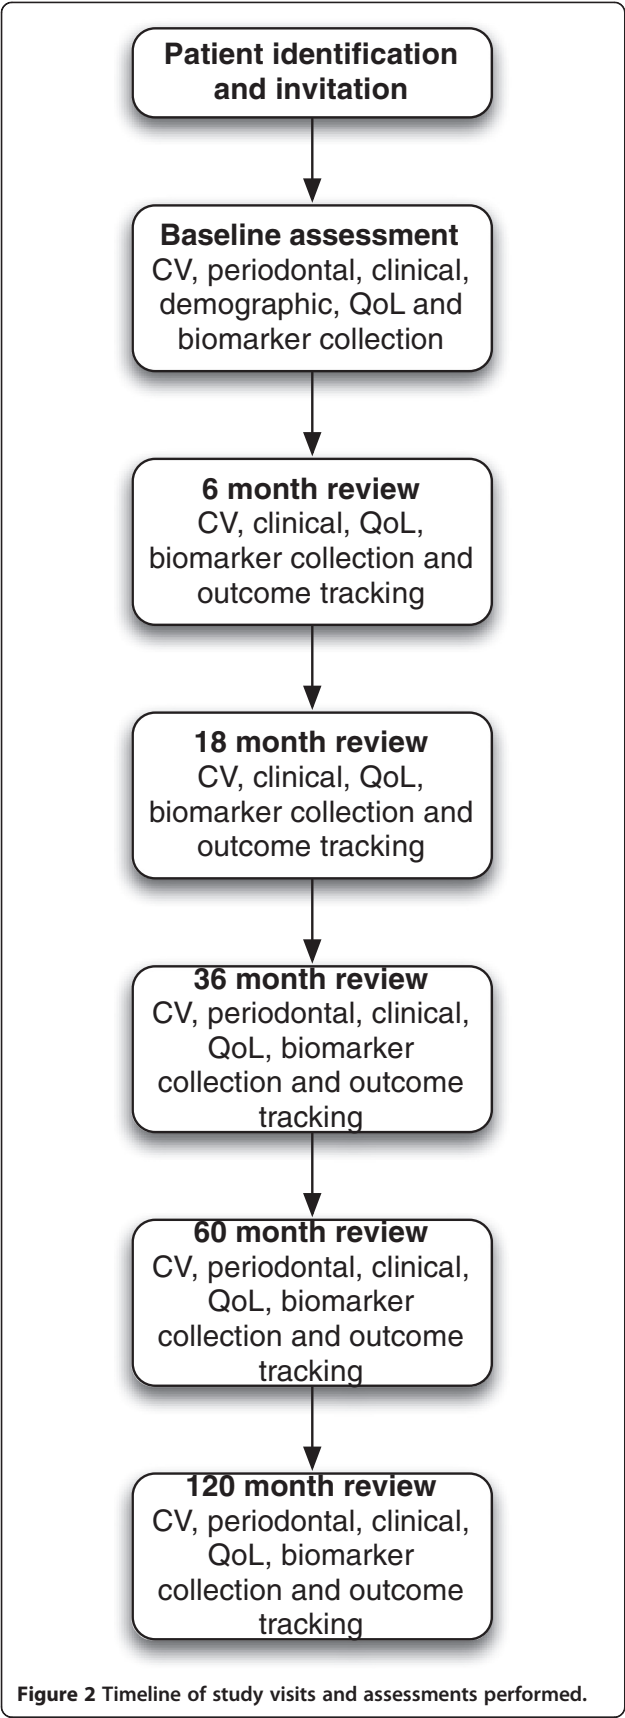 Patient identification
and invitation
Baseline assessment
CV, periodontal, clinical,
demographic, QoL and
biomarker collection
6 month review
CV, clinical, QoL,
biomarker collection and
outcome tracking
18 month review
CV, clinical, QoL,
biomarker collection and
outcome tracking
36 month review
CV, periodontal, clinical,
QoL, biomarker
collection and outcome
tracking
60 month review
CV, periodontal, clinical,
QoL, biomarker
collection and outcome
tracking
120 month review
CV, periodontal, clinical,
QoL, biomarker
collection and outcome
tracking
Figure 2 Timeline of study visits and assessments performed.